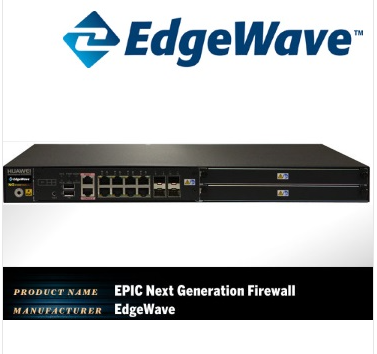 EdgeWave™
HUAWEI
EdgeWave
PRODUCT NAME EPIC Next Generation Firewall
MANUFACTURER EdgeWave